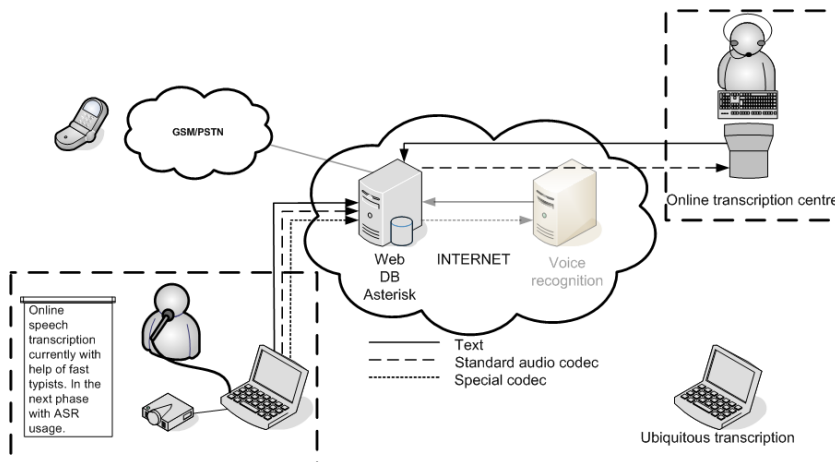 GSM/PSTN
Online transcription centre
Web
DB
Asterisk
INTERNET
Voice
recognition
Online
speech
transcription
currently with
help of fast
typists. In the
next phase
with ASR
usage.
Text
Standard audio codec
Special codec
Ubiquitous transcription